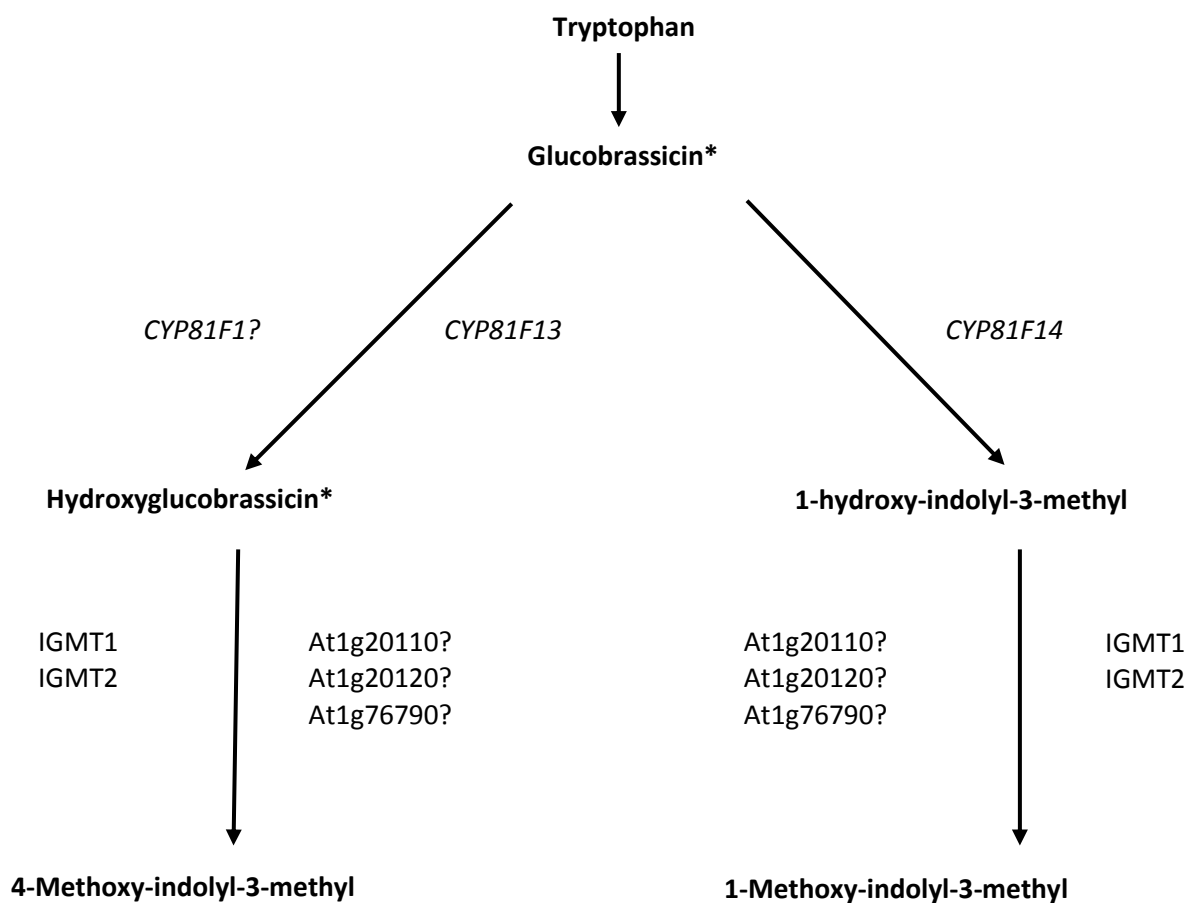 Tryptophan
Glucobrassicin*
CYP81F1?
CYP81F13
CYP81F14
Hydroxyglucobrassicin*
1-hydroxy-indolyl-3-methyl
IGMT1
IGMT2
At1g20110?
At1g20120?
At1g76790?
At1g20110?
At1g20120?
At1g76790?
IGMT1
IGMT2
4-Methoxy-indolyl-3-methyl
1-Methoxy-indolyl-3-methyl